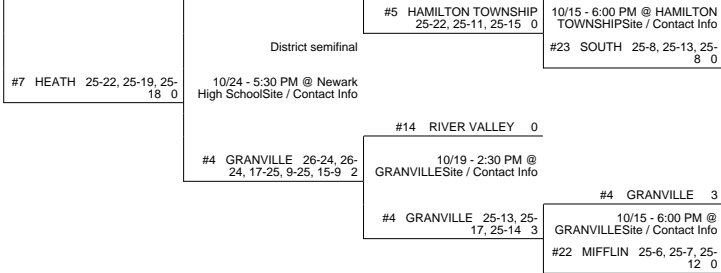 #5 HAMILTON TOWNSHIP
25-22, 25-11, 25-15 0
10/15 - 6:00 PM @ HAMILTON
TOWNSHIPSite / Contact Info
#23 SOUTH 25-8, 25-13, 25-
8 0
District semifinal
#7 HEATH 25-22, 25-19, 25-
18 0
10/24 - 5:30 PM @ Newark
High SchoolSite / Contact Info
#14 RIVER VALLEY 0
#4 GRANVILLE 26-24, 26-
24, 17-25, 9-25, 15-9 2
10/19 - 2:30 PM @
GRANVILLESite / Contact Info
#4 GRANVILLE 3
#4 GRANVILLE 25-13, 25-
17, 25-14 3
10/15 - 6:00 PM @
GRANVILLESite / Contact Info
#22 MIFFLIN 25-6, 25-7, 25-
12 0